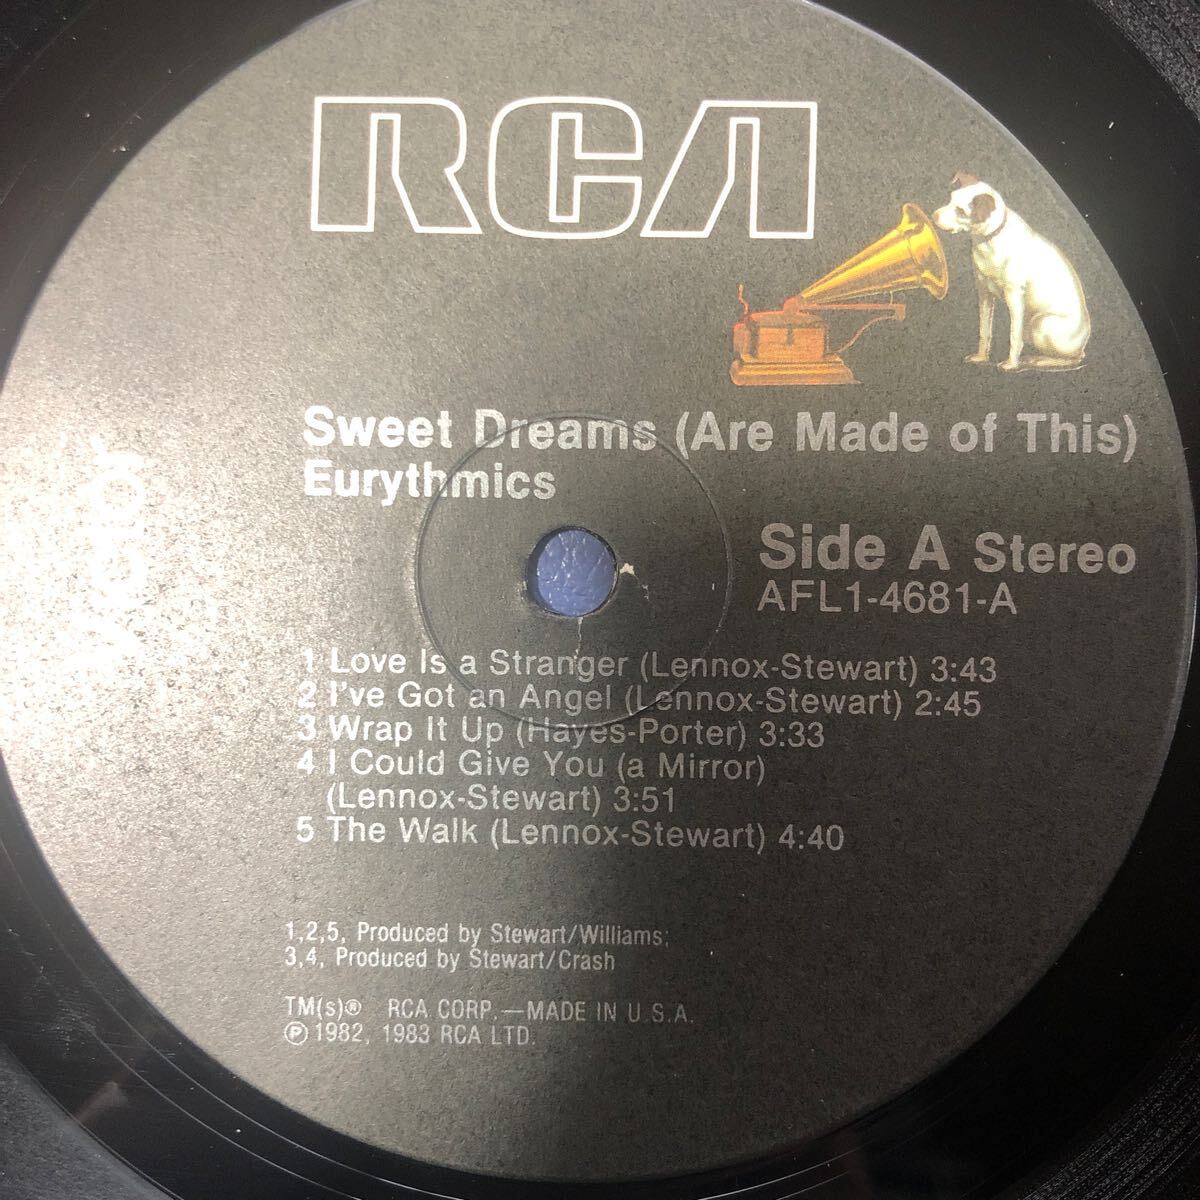 RCA
Sweet Dreams (Are Made of This)
Eurythmics
Side A Stereo
AFL1-4681-A
1 Love Is a Stranger (Lennox-Stewart) 3:43
2 I've Got an Angel (Lennox-Stewart) 2:45
3 Wrap It Up (Hayes-Porter) 3:33
4 I Could Give You (a Mirror)
(Lennox-Stewart) 3:51
5 The Walk (Lennox-Stewart) 4:40
1,2,5, Produced by Stewart/Williams;
3,4, Produced by Stewart/Crash
TM(s)® RCA CORP.—MADE IN U.S.A.
℗ 1982, 1983 RCA LTD.